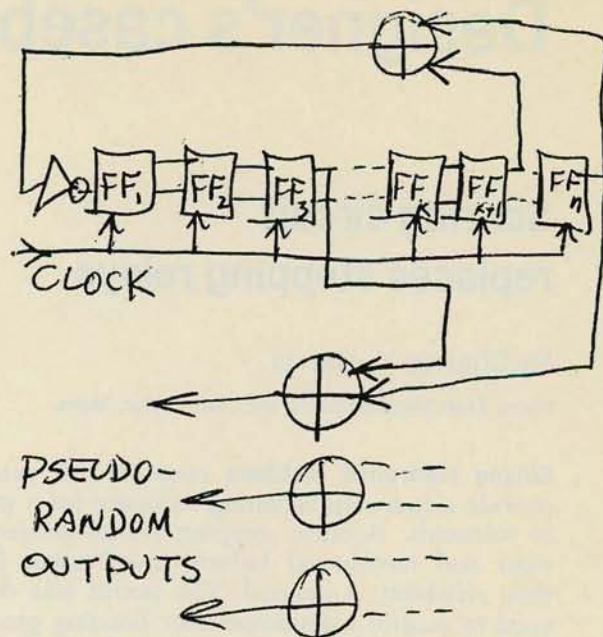 FF1 FF2 FF3 FFK FFK+1 FFn
CLOCK
PSEUDO
RANDOM
OUTPUTS